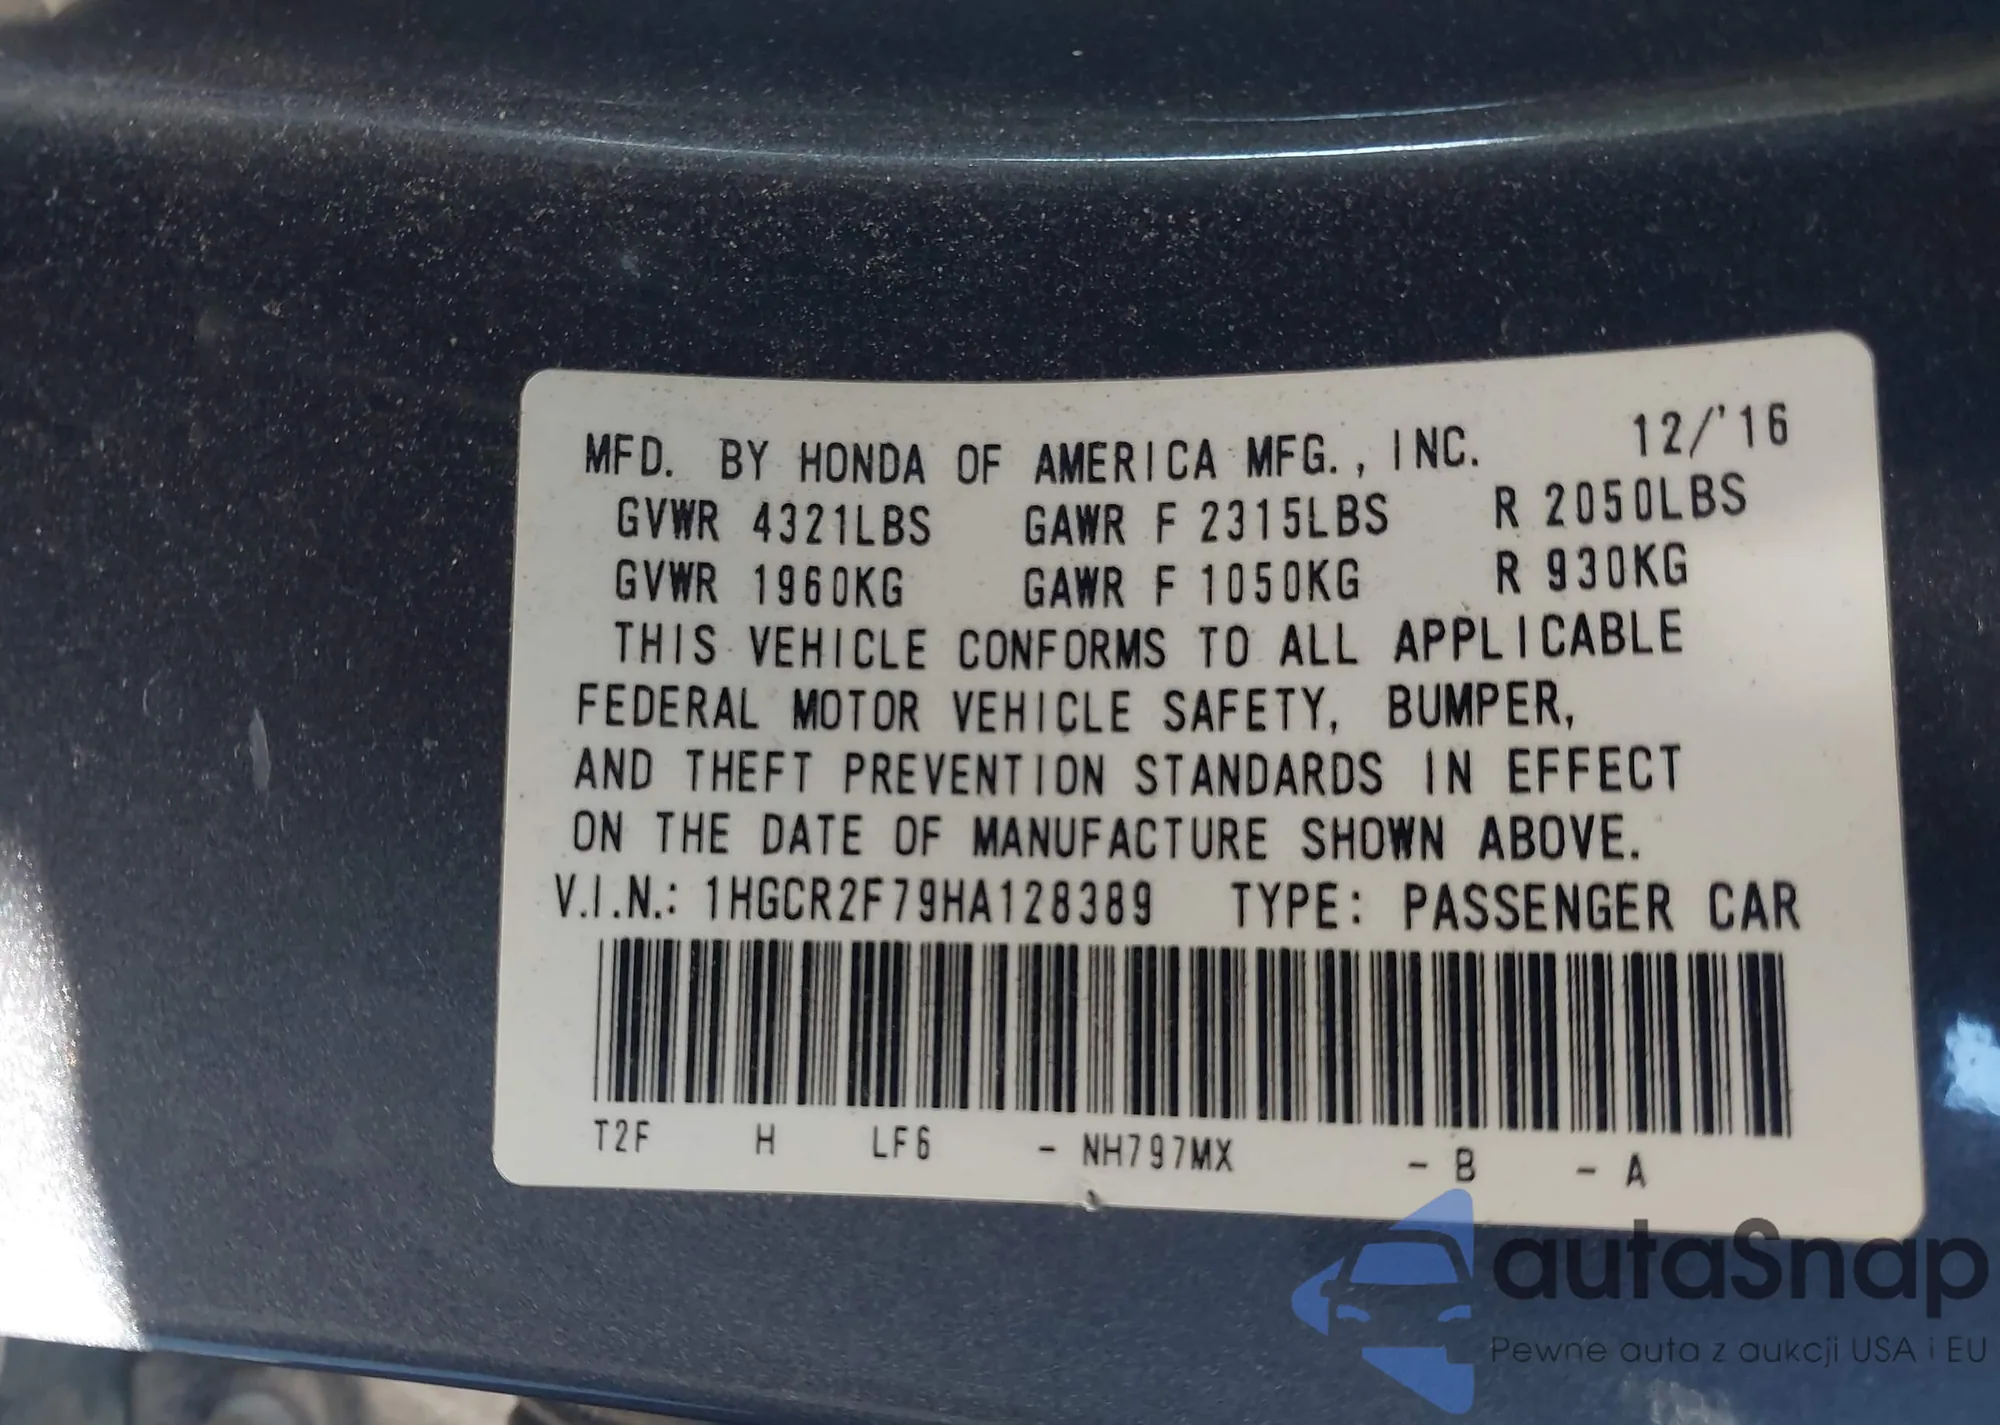 MFD. BY HONDA OF AMERICA MFG., INC. 12/'16
GVWR 4321LBS GAWR F 2315LBS R 2050LBS
GVWR 1960KG GAWR F 1050KG R 930KG
THIS VEHICLE CONFORMS TO ALL APPLICABLE
FEDERAL MOTOR VEHICLE SAFETY, BUMPER,
AND THEFT PREVENTION STANDARDS IN EFFECT
ON THE DATE OF MANUFACTURE SHOWN ABOVE.
V.I.N.: 1HGCR2F79HA128389 TYPE: PASSENGER CAR
T2F H LF6 - NH797MX - B - A
autaSnap
Pewne auta z aukcji USA i EU